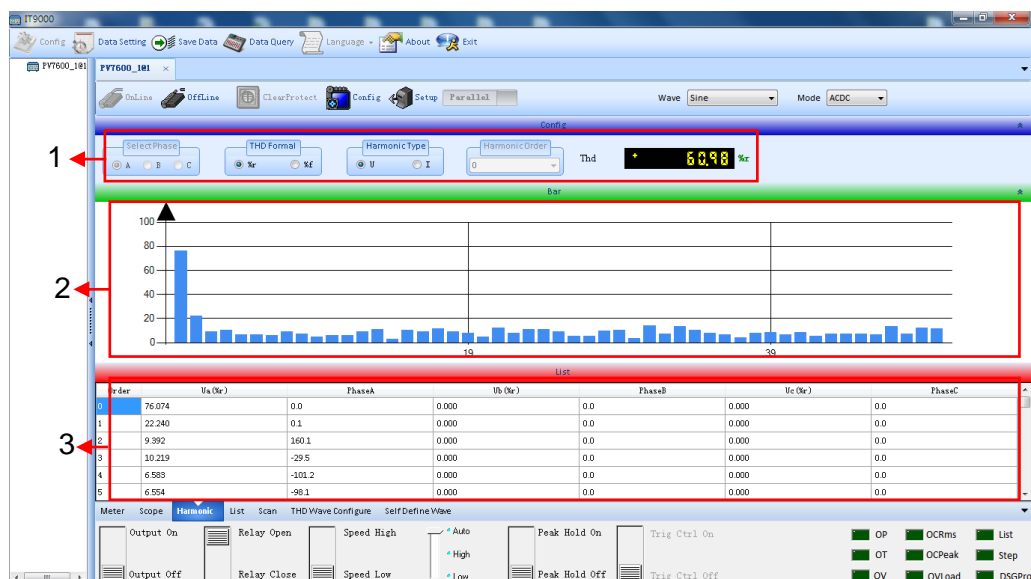 IT9000
Config Data Setting Save Data Data Query Language About Exit
PV7600_1@1 PV7600_1@1 ×
OnLine OffLine ClearProtect Config Setup Parallel Wave Sine Mode ACDC
Config
1
Select Phase THD Formal Harmonic Type Harmonic Order
A B C %r %f U I 0 Thd + 60.98 %r
Bar
2
100
80
60
40
20
0
19 39
List
3
Order Ua(%r) PhaseA Ub(%r) PhaseB Uc(%r) PhaseC
0 76.074 0.0 0.000 0.0 0.000 0.0
1 22.240 0.1 0.000 0.0 0.000 0.0
2 9.392 160.1 0.000 0.0 0.000 0.0
3 10.219 -29.5 0.000 0.0 0.000 0.0
4 6.583 -101.2 0.000 0.0 0.000 0.0
5 6.554 -98.1 0.000 0.0 0.000 0.0
Meter Scope Harmonic List Scan THD Wave Configure Self Define Wave
Output On Relay Open Speed High Auto Peak Hold On Trig Ctrl On OP OCRms List
High OT OCPeak Step
Output Off Relay Close Speed Low Low Peak Hold Off Trig Ctrl Off OV OVLoad DSGPro